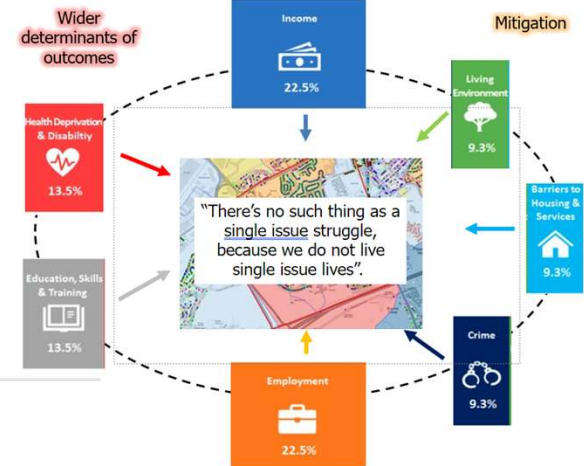 Wider
determinants of
outcomes
Income
22.5%
Mitigation
Living
Environment
9.3%
Health Deprivation
& Disabiltiy
13.5%
"There's no such thing as a
single issue struggle,
because we do not live
single issue lives".
Barriers to
Housing &
Services
9.3%
Education, Skills
& Training
13.5%
Crime
9.3%
Employment
22.5%